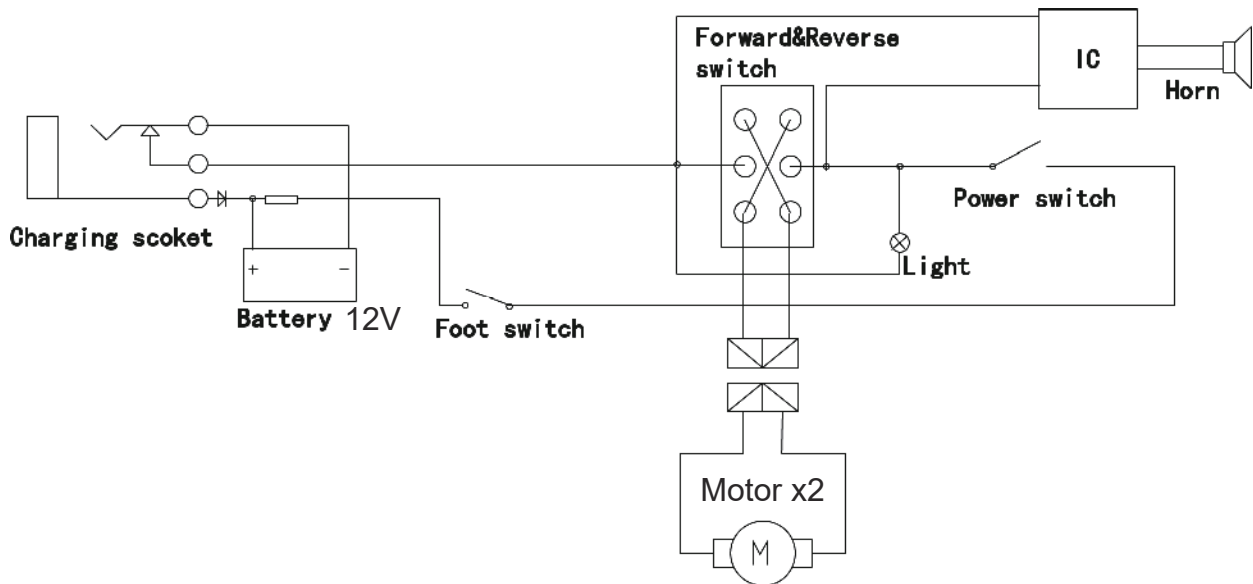 Forward&Reverse
switch
IC
Horn
Power switch
Charging scoket
Light
+ -
Battery 12V
Foot switch
Motor x2
M